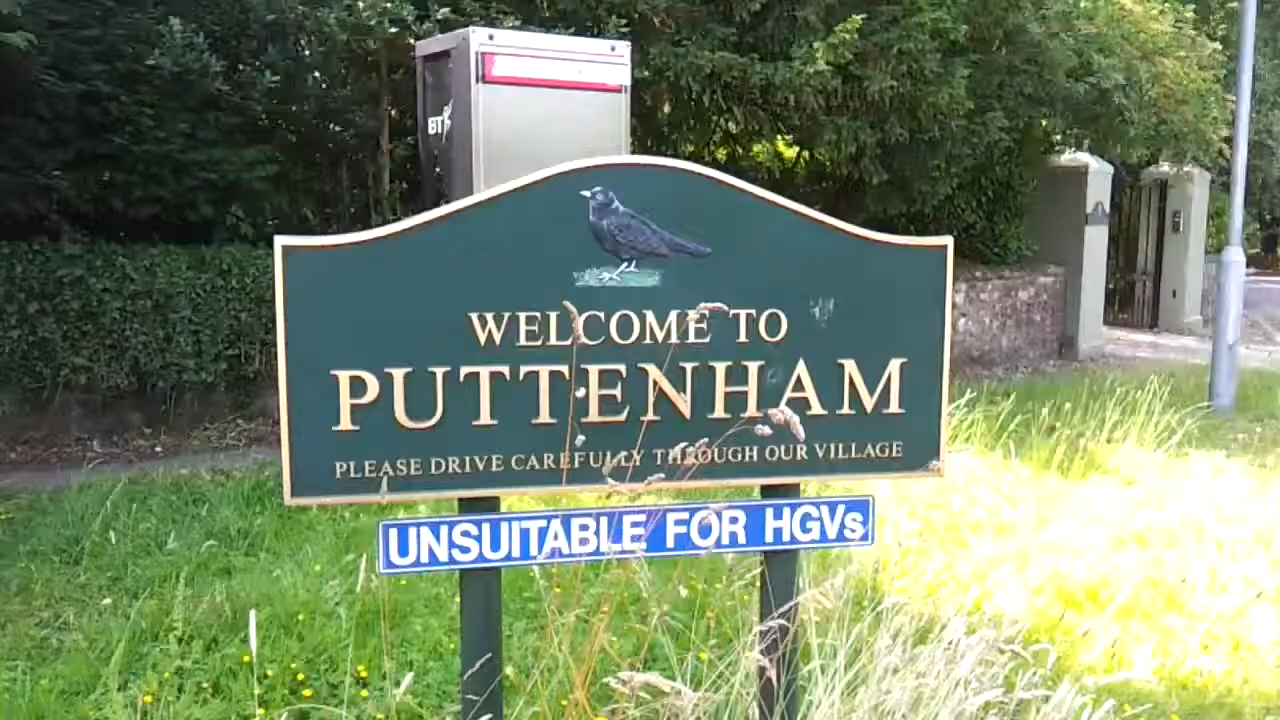 BT
WELCOME TO
PUTTENHAM
PLEASE DRIVE CAREFULLY THROUGH OUR VILLAGE
UNSUITABLE FOR HGVs